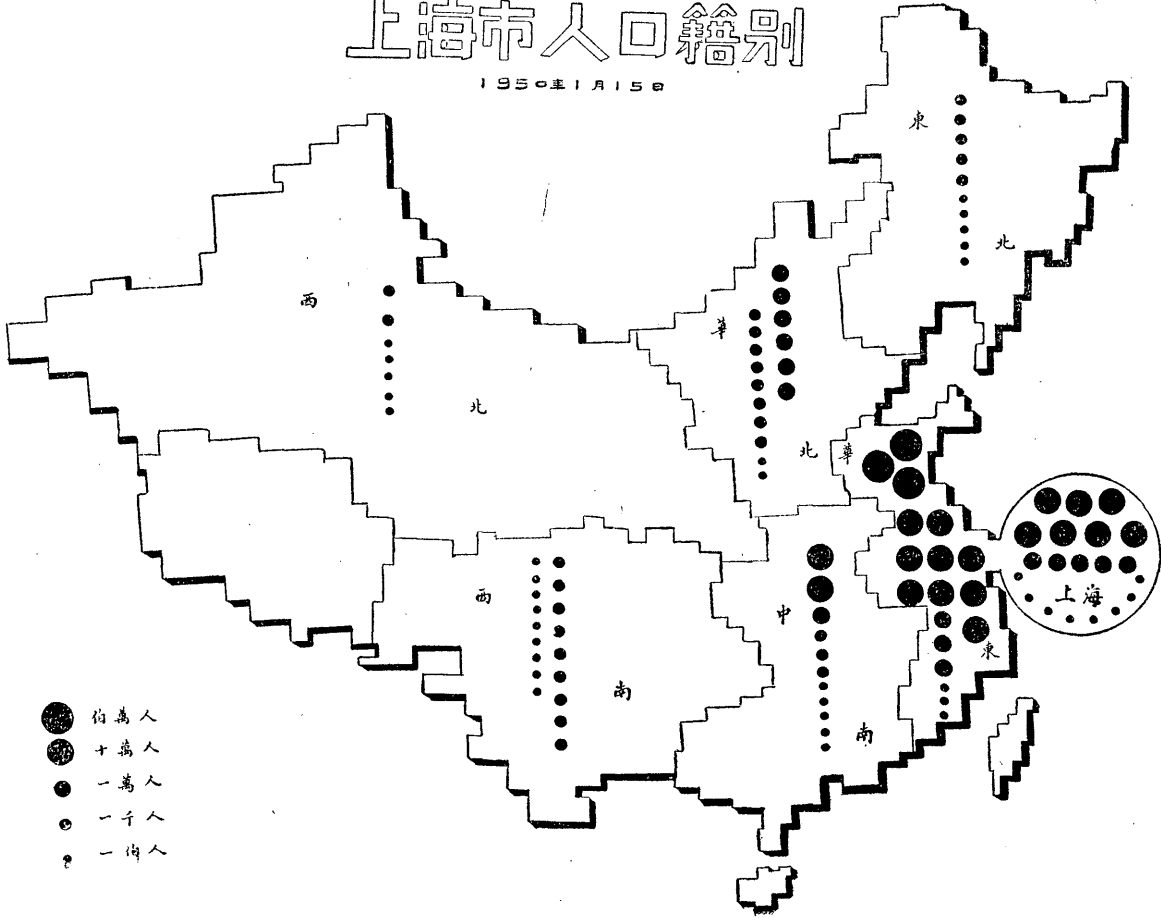 上海市人口籍别
1950年1月15日
東
北
西
北
華
北
華
東
上海
西
南
中
南
伯萬人
十萬人
一萬人
一千人
一伯人